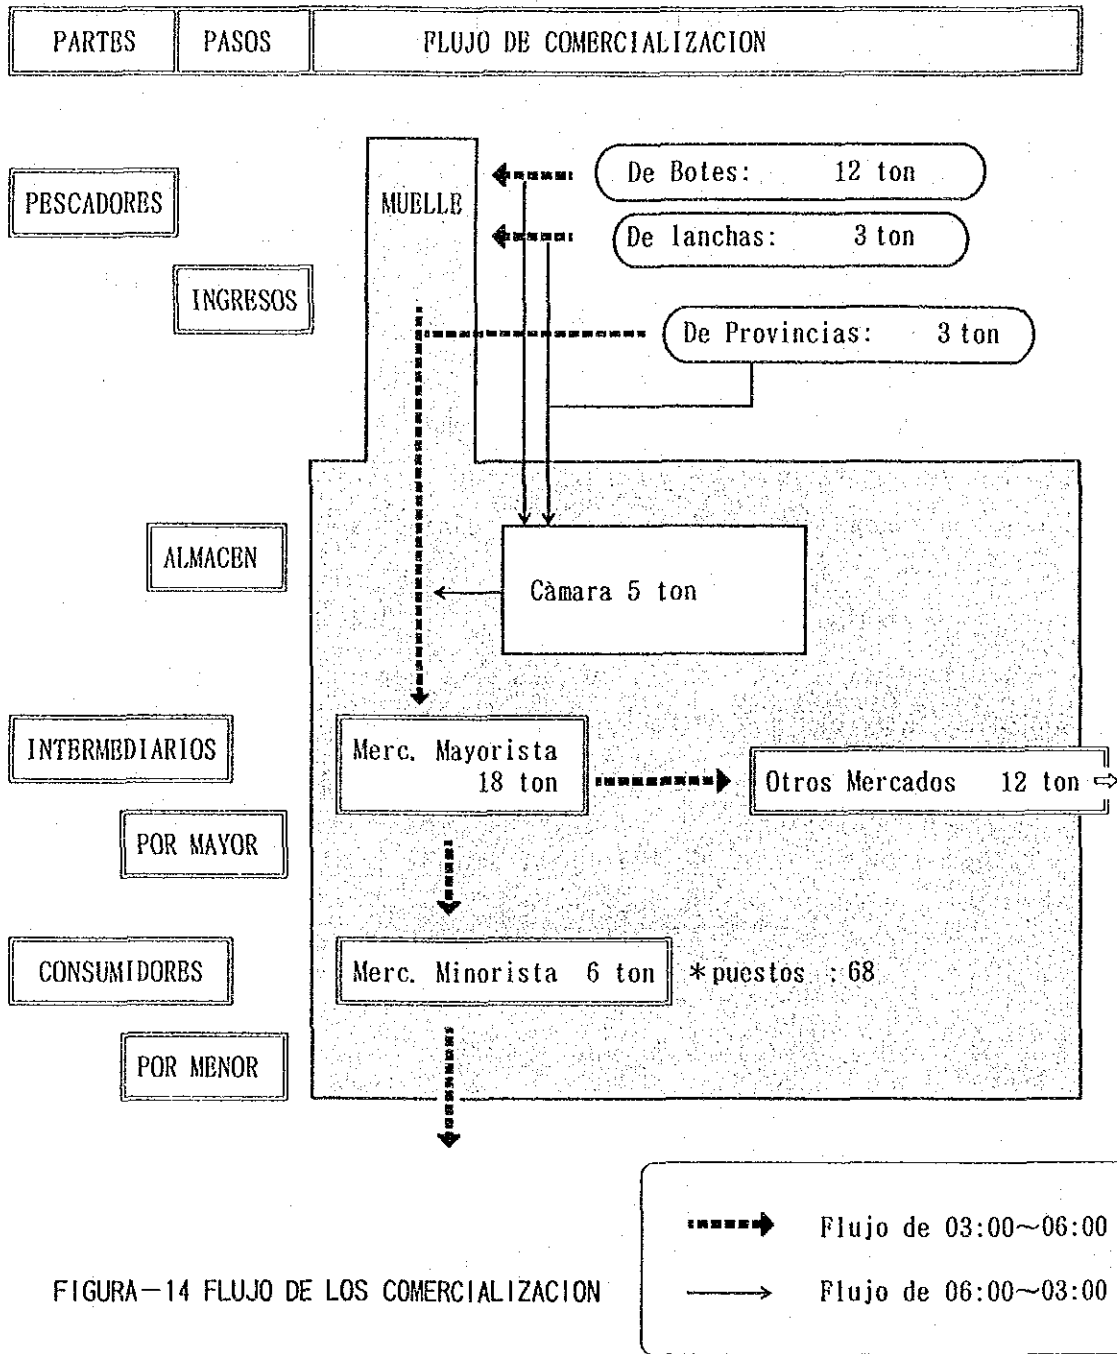 PARTES PASOS FLUJO DE COMERCIALIZACION
De Botes: 12 ton
PESCADORES MUELLE
De lanchas: 3 ton
INGRESOS
De Provincias: 3 ton
ALMACEN
Càmara 5 ton
INTERMEDIARIOS Merc. Mayorista
18 ton Otros Mercados 12 ton ⇨
POR MAYOR
CONSUMIDORES Merc. Minorista 6 ton *puestos : 68
POR MENOR
Flujo de 03:00~06:00
FIGURA-14 FLUJO DE LOS COMERCIALIZACION Flujo de 06:00~03:00